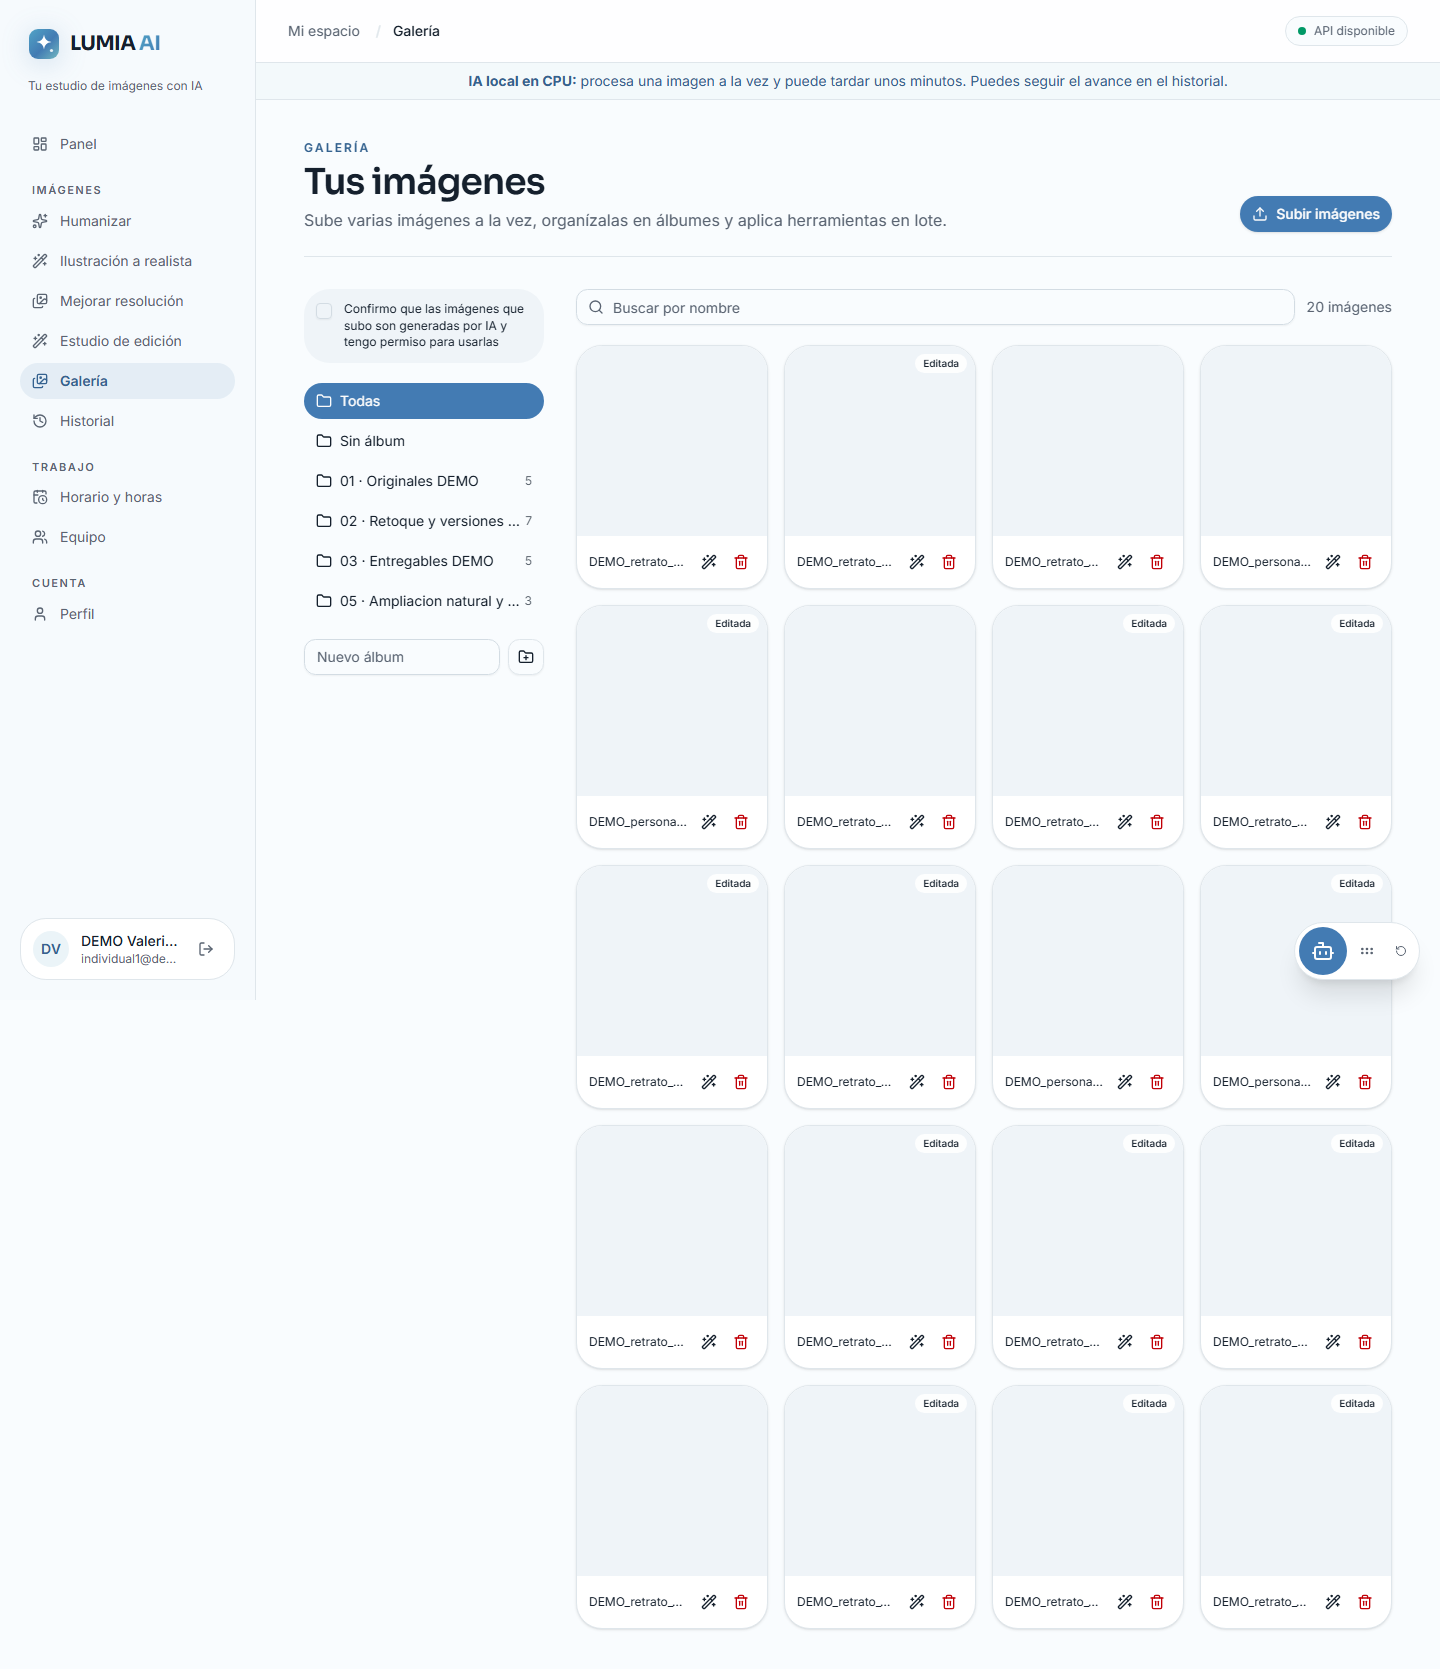 LUMIA AI
Tu estudio de imágenes con IA
Panel
IMÁGENES
Humanizar
Ilustración a realista
Mejorar resolución
Estudio de edición
Galería
Historial
TRABAJO
Horario y horas
Equipo
CUENTA
Perfil
DV
DEMO Valeri...
individual1@de...
Mi espacio / Galería
API disponible
IA local en CPU: procesa una imagen a la vez y puede tardar unos minutos. Puedes seguir el avance en el historial.
GALERÍA
Tus imágenes
Sube varias imágenes a la vez, organízalas en álbumes y aplica herramientas en lote.
Subir imágenes
Confirmo que las imágenes que
subo son generadas por IA y
tengo permiso para usarlas
Todas
Sin álbum
01 · Originales DEMO 5
02 · Retoque y versiones ... 7
03 · Entregables DEMO 5
05 · Ampliacion natural y ... 3
Nuevo álbum
Buscar por nombre
20 imágenes
Editada
DEMO_retrato_... DEMO_retrato_... DEMO_retrato_... DEMO_persona...
Editada Editada Editada
DEMO_persona... DEMO_retrato_... DEMO_retrato_... DEMO_retrato_...
Editada Editada Editada
DEMO_retrato_... DEMO_retrato_... DEMO_persona... DEMO_persona...
Editada Editada Editada
DEMO_retrato_... DEMO_retrato_... DEMO_retrato_... DEMO_retrato_...
Editada Editada Editada
DEMO_retrato_... DEMO_retrato_... DEMO_retrato_... DEMO_retrato_...